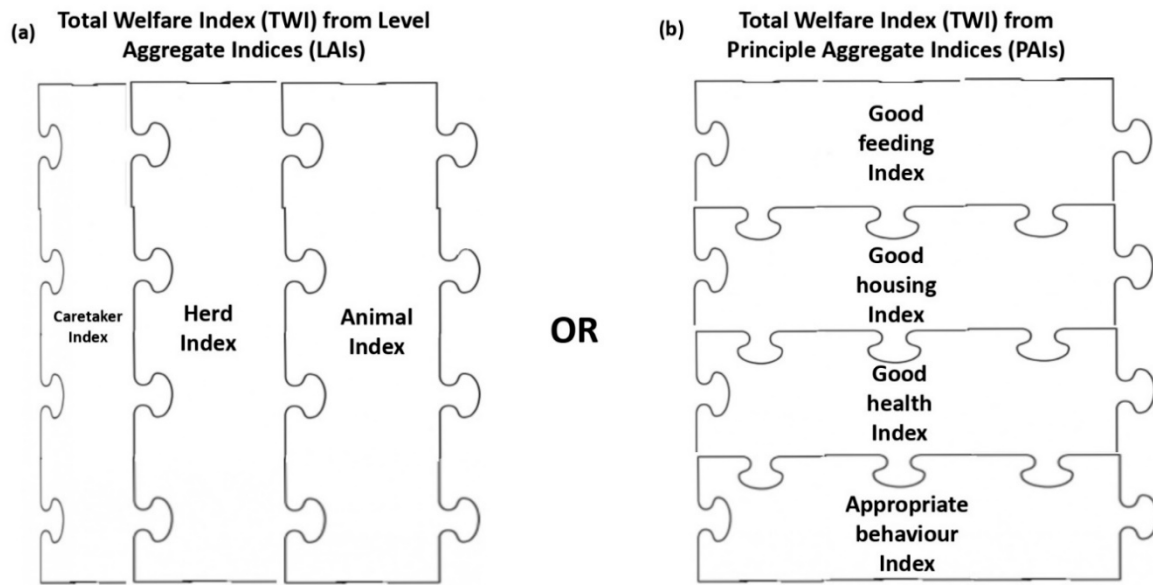 (a)
Total Welfare Index (TWI) from Level
Aggregate Indices (LAIs)
Caretaker
Index
Herd
Index
Animal
Index
OR
(b)
Total Welfare Index (TWI) from
Principle Aggregate Indices (PAIs)
Good
feeding
Index
Good
housing
Index
Good
health
Index
Appropriate
behaviour
Index